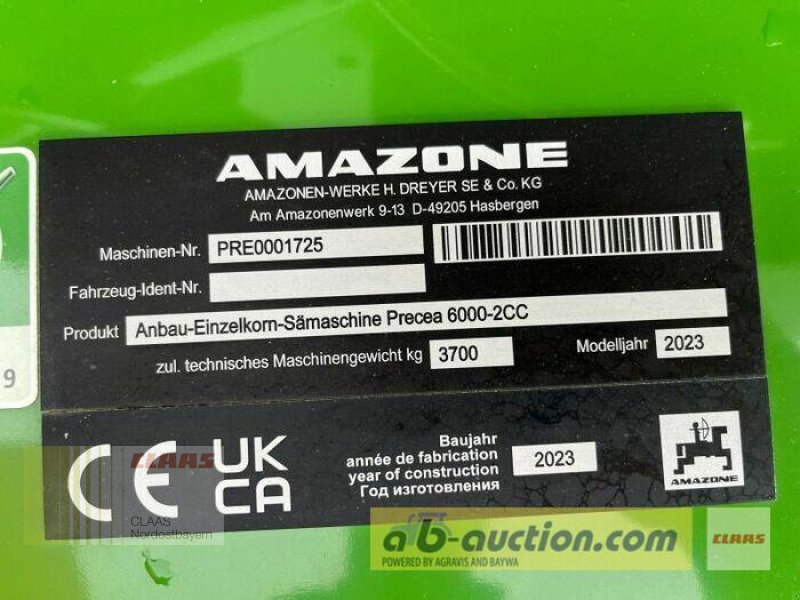 AMAZONE
AMAZONEN-WERKE H. DREYER SE & Co. KG
Am Amazonenwerk 9-13 D-49205 Hasbergen
Maschinen-Nr. PRE0001725
Fahrzeug-Ident-Nr.
Produkt Anbau-Einzelkorn-Sämaschine Precea 6000-2CC
zul. technisches Maschinengewicht kg 3700 Modelljahr 2023
9
CE UK CA
Baujahr
année de fabrication
year of construction
Год изготовления
2023
AMAZONE
CLAAS
CLAAS
Nordostbayern
ab-auction.com
POWERED BY AGRAVIS AND BAYWA
CLAAS